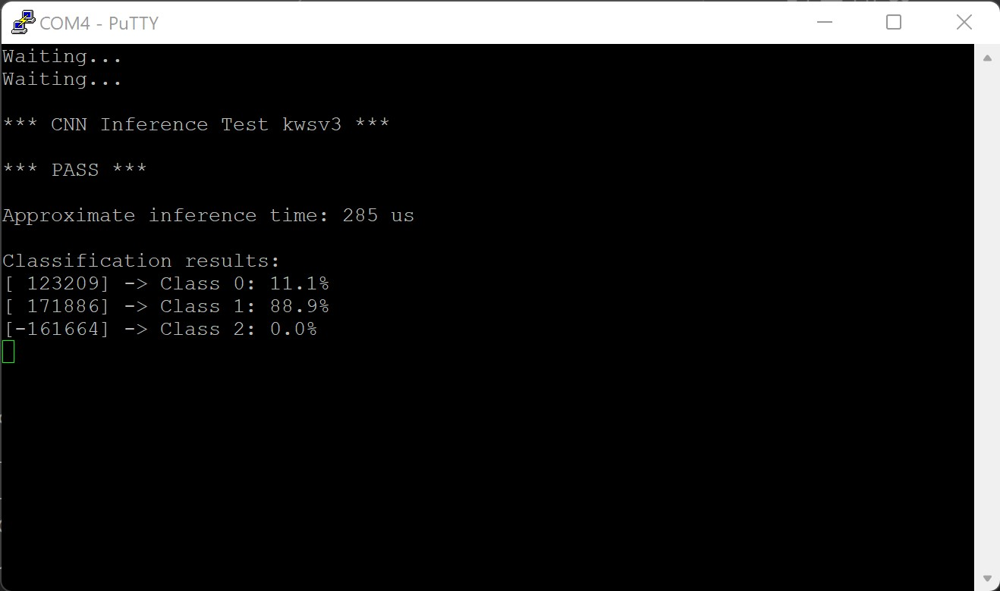 COM4 - PuTTY
Waiting...
Waiting...
*** CNN Inference Test kwsv3 ***
*** PASS ***
Approximate inference time: 285 us
Classification results:
[ 123209] -> Class 0: 11.1%
[ 171886] -> Class 1: 88.9%
[-161664] -> Class 2: 0.0%